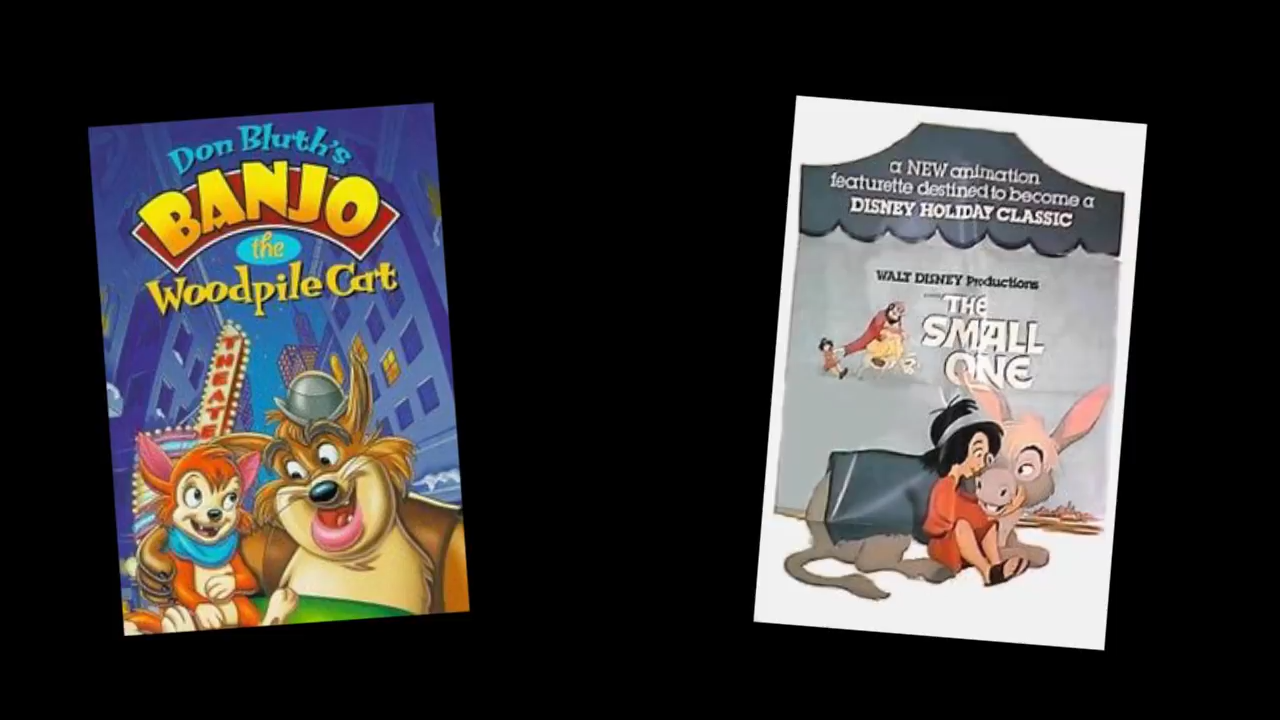 Don Bluth's
BANJO
the
Woodpile Cat
THEATE
a NEW animation
featurette destined to become a
DISNEY HOLIDAY CLASSIC
WALT DISNEY Productions
THE
SMALL
ONE